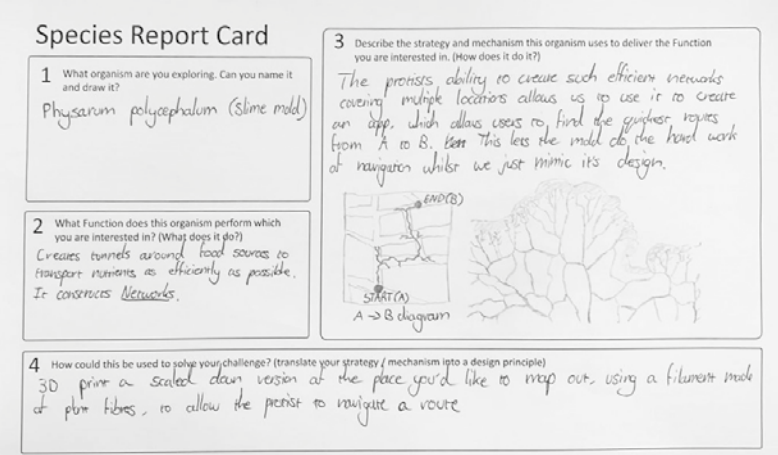 Species Report Card
1 What organism are you exploring. Can you name it
and draw it?
Physarum polycephalum (slime mold)
2 What Function does this organism perform which
you are interested in? (What does it do?)
Creates tunnels around food sources to
transport nutrients as efficiently as possible.
It constructs Networks.
3 Describe the strategy and mechanism this organism uses to deliver the Function
you are interested in. (How does it do it?)
The protists ability to create such efficient networks
covering multiple locations allows us to use it to create
an app, which allows users to find the quickest routes
from A to B. This lets the mold do the hard work
of navigation whilst we just mimic it's design.
END(B)
START(A)
A → B diagram
4 How could this be used to solve your challenge? (translate your strategy / mechanism into a design principle)
3D print a scaled down version of the place you'd like to map out, using a filament made
of fibres, to allow the protist to navigate a route